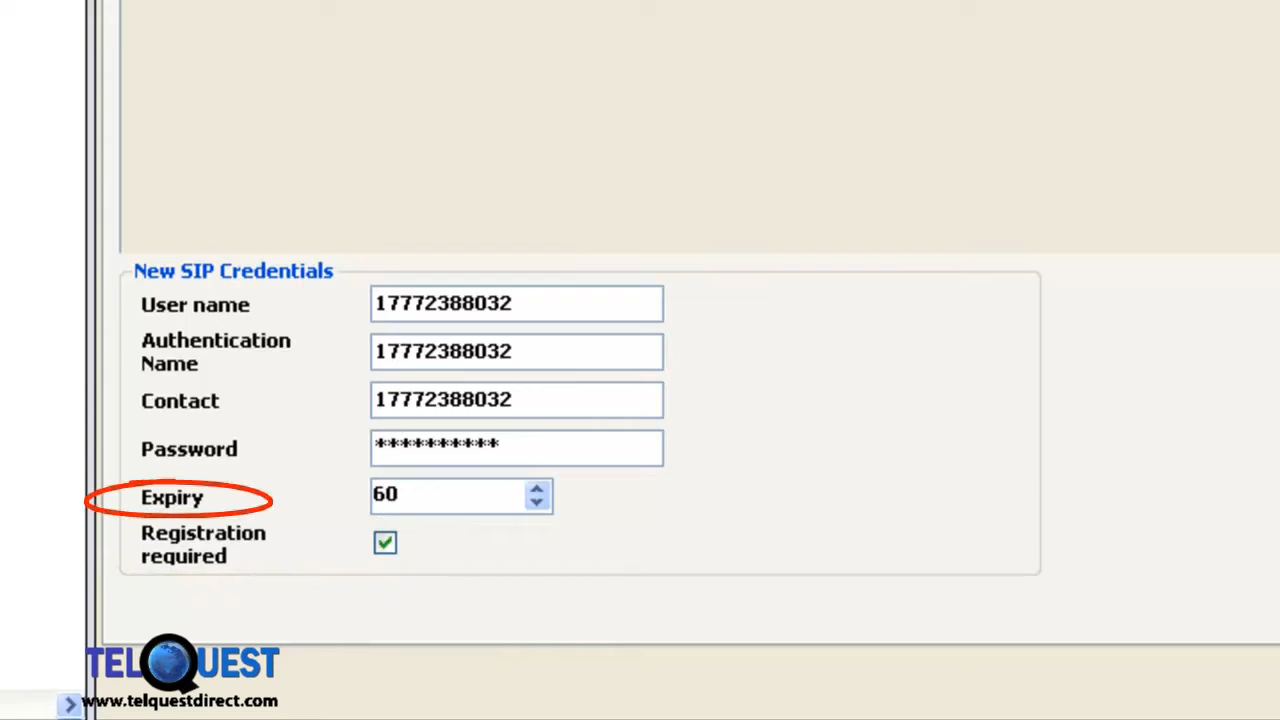 New SIP Credentials
User name 17772388032
Authentication
Name 17772388032
Contact 17772388032
Password **********
Expiry 60
Registration
required
TELQUEST
www.telquestdirect.com